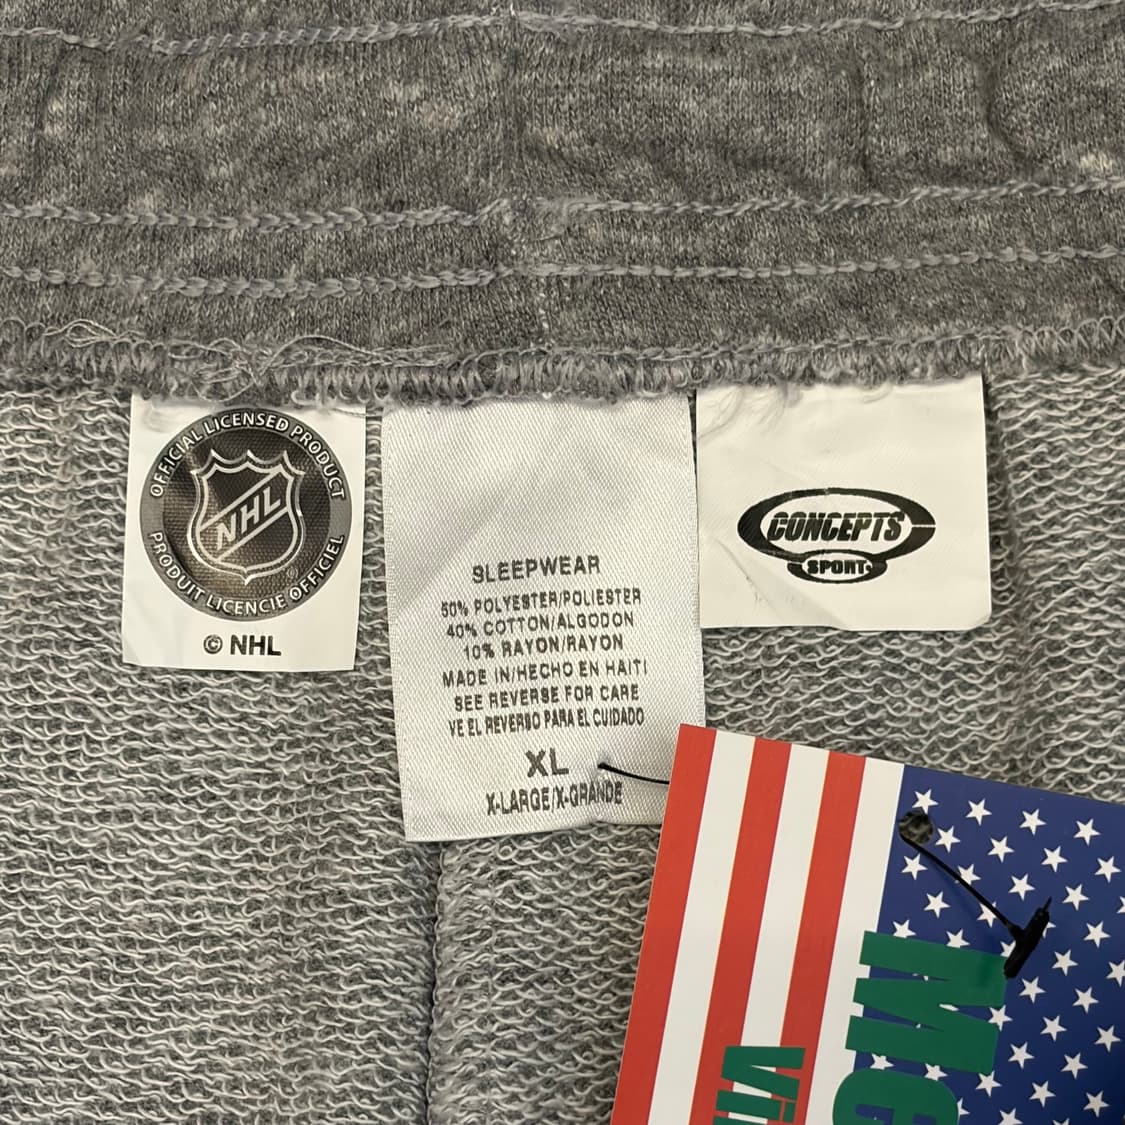 OFFICIAL LICENSED PRODUCT
NHL
PRODUIT LICENCIE OFFICIEL
© NHL
SLEEPWEAR
50% POLYESTER/POLIESTER
40% COTTON/ALGODON
10% RAYON/RAYON
MADE IN/HECHO EN HAITI
SEE REVERSE FOR CARE
VE EL REVERSO PARA EL CUIDADO
XL
X-LARGE/X-GRANDE
CONCEPTS
SPORT